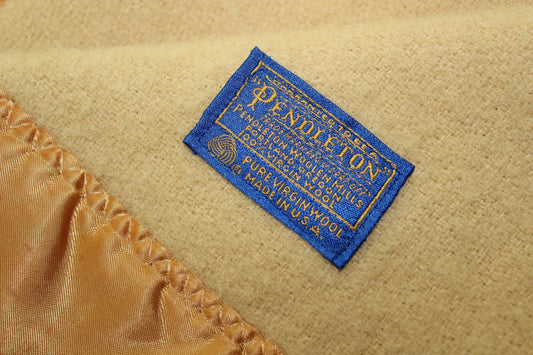 WARRANTED TO BE A
"PENDLETON"
PENDLETON WOOLEN MILLS
PORTLAND, OREGON
100% VIRGIN WOOL
PURE VIRGIN WOOL
® MADE IN U.S.A.